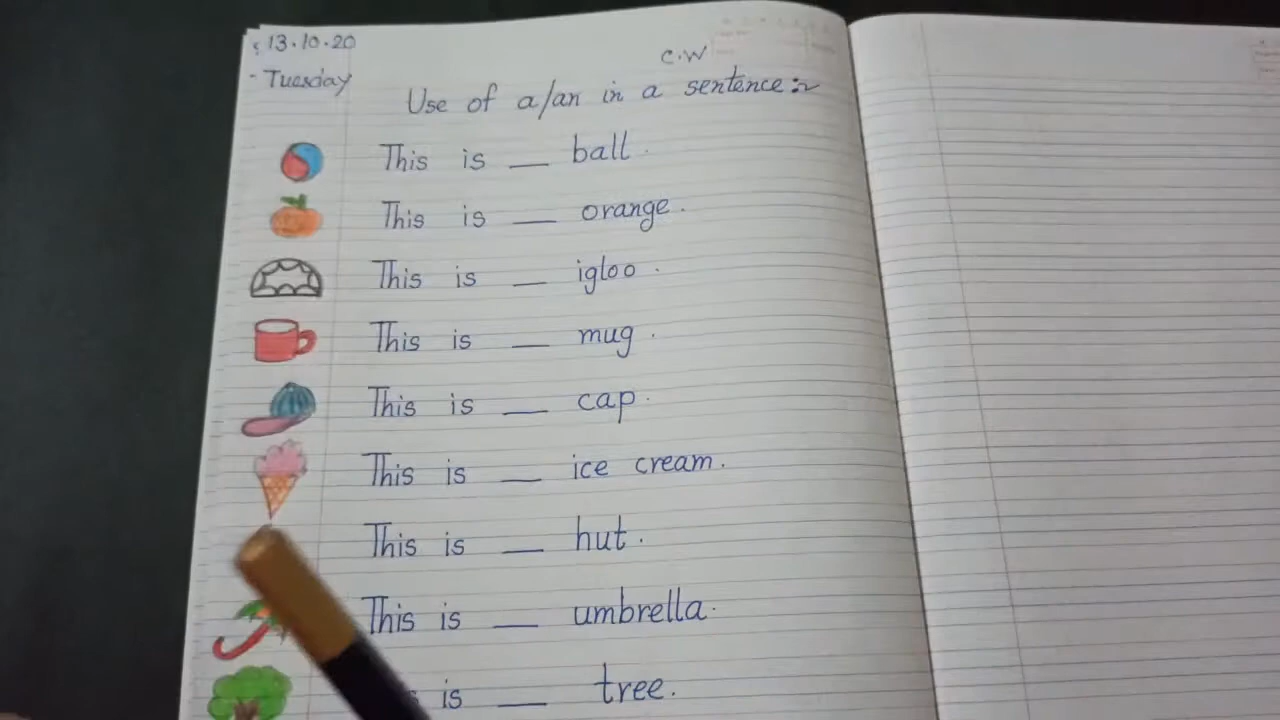 13.10.20
Tuesday
C.W
Use of a/an in a sentence:~
This is __ ball.
This is __ orange.
This is __ igloo.
This is __ mug.
This is __ cap.
This is __ ice cream.
This is __ hut.
This is __ umbrella.
is __ tree.